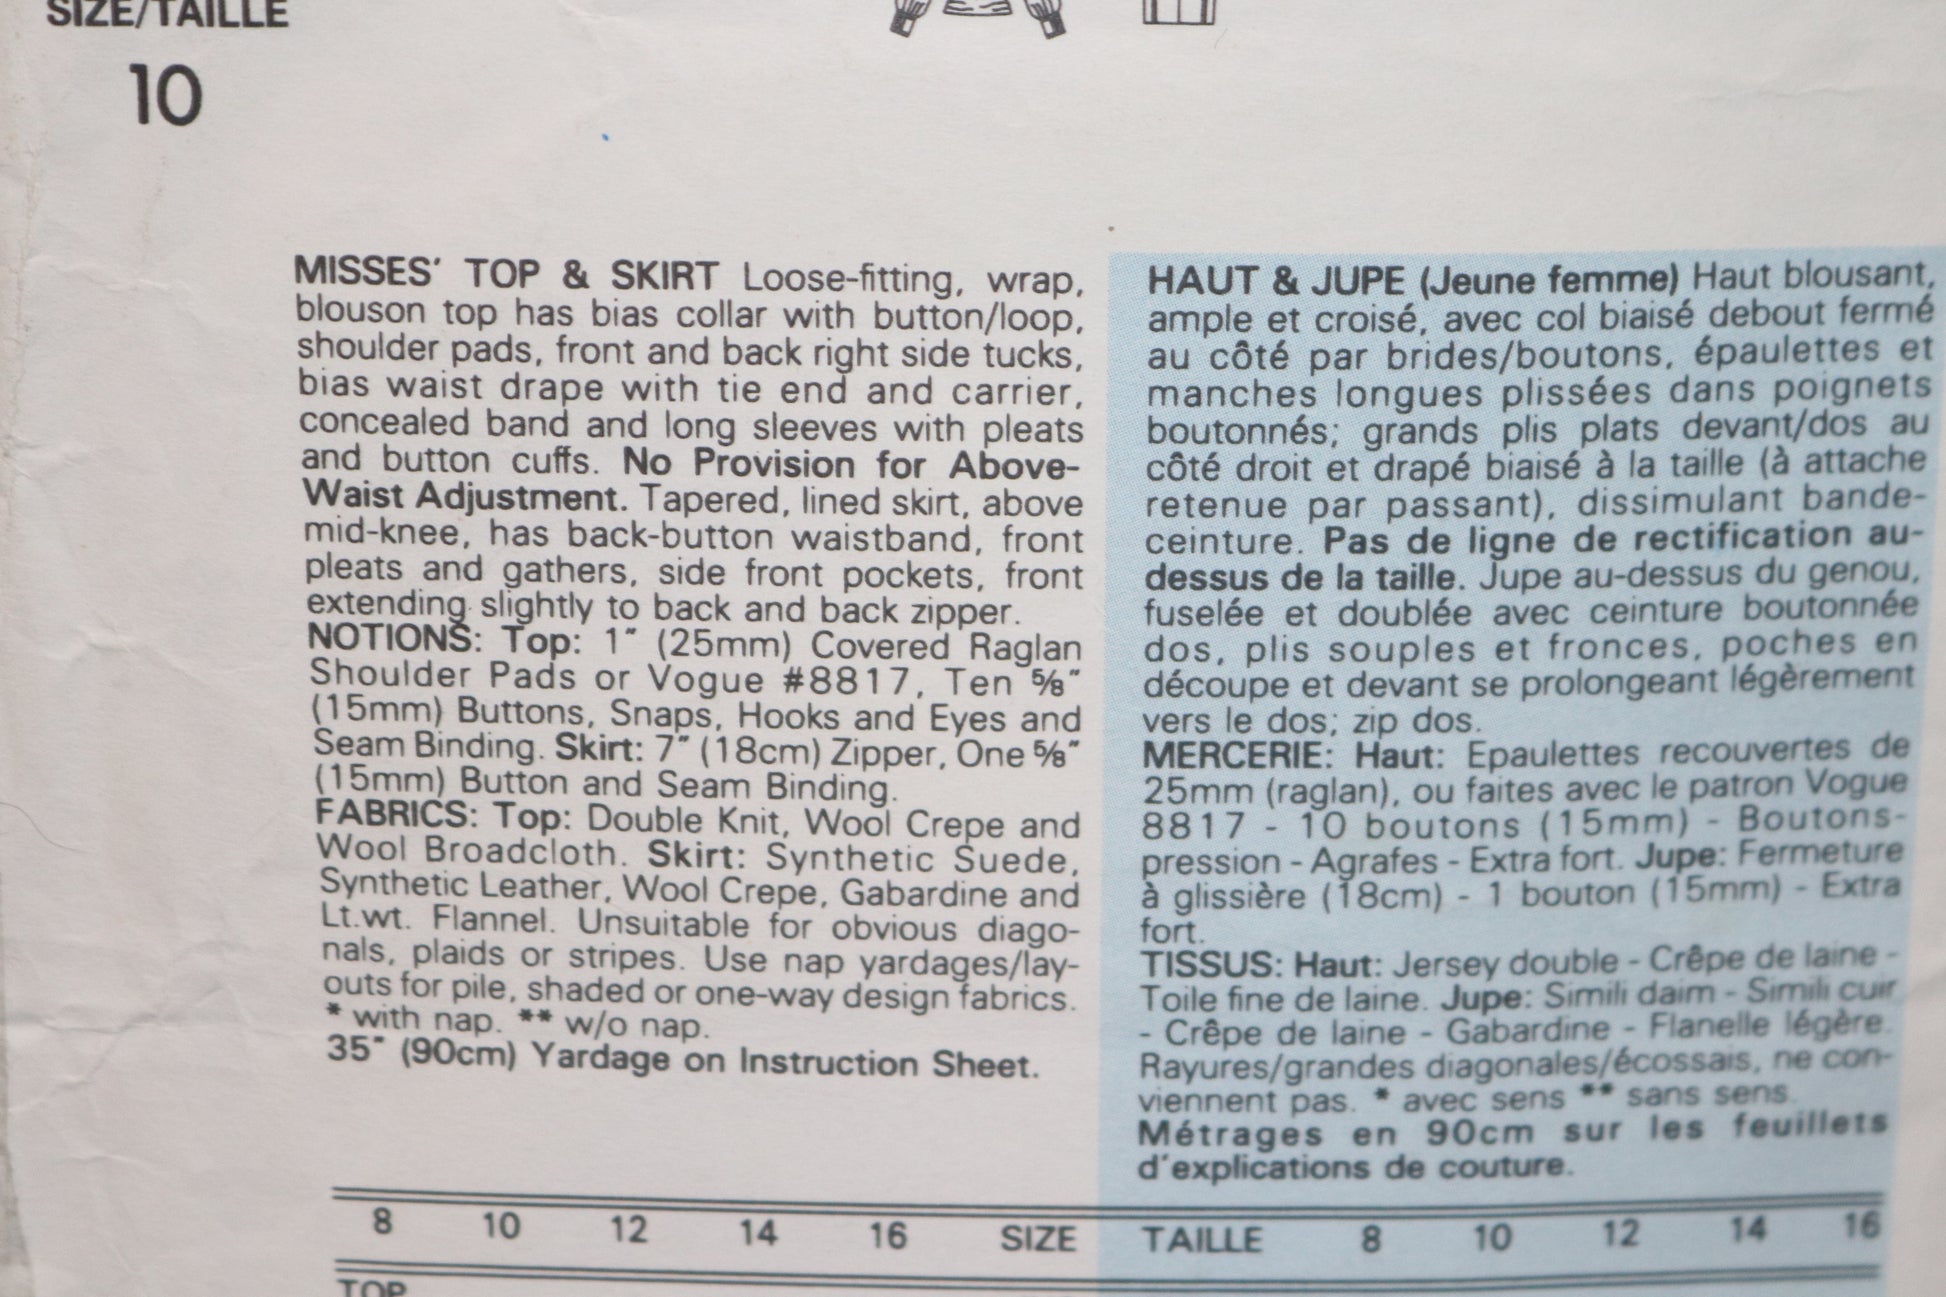 SIZE/TAILLE
10
MISSES' TOP & SKIRT Loose-fitting, wrap,
blouson top has bias collar with button/loop,
shoulder pads, front and back right side tucks,
bias waist drape with tie end and carrier,
concealed band and long sleeves with pleats
and button cuffs. No Provision for Above-
Waist Adjustment. Tapered, lined skirt, above
mid-knee, has back-button waistband, front
pleats and gathers, side front pockets, front
extending slightly to back and back zipper.
NOTIONS: Top: 1" (25mm) Covered Raglan
Shoulder Pads or Vogue #8817, Ten ⅝"
(15mm) Buttons, Snaps, Hooks and Eyes and
Seam Binding. Skirt: 7" (18cm) Zipper, One ⅝"
(15mm) Button and Seam Binding.
FABRICS: Top: Double Knit, Wool Crepe and
Wool Broadcloth. Skirt: Synthetic Suede,
Synthetic Leather, Wool Crepe, Gabardine and
Lt.wt. Flannel. Unsuitable for obvious diago-
nals, plaids or stripes. Use nap yardages/lay-
outs for pile, shaded or one-way design fabrics.
* with nap. ** w/o nap.
35" (90cm) Yardage on Instruction Sheet.
HAUT & JUPE (Jeune femme) Haut blousant,
ample et croisé, avec col biaisé debout fermé
au côté par brides/boutons, épaulettes et
manches longues plissées dans poignets
boutonnés; grands plis plats devant/dos au
côté droit et drapé biaisé à la taille (à attache
retenue par passant), dissimulant bande-
ceinture. Pas de ligne de rectification au-
dessus de la taille. Jupe au-dessus du genou,
fuselée et doublée avec ceinture boutonnée
dos, plis souples et fronces, poches en
découpe et devant se prolongeant légèrement
vers le dos; zip dos.
MERCERIE: Haut: Epaulettes recouvertes de
25mm (raglan), ou faites avec le patron Vogue
8817 - 10 boutons (15mm) - Boutons-
pression - Agrafes - Extra fort. Jupe: Fermeture
à glissière (18cm) - 1 bouton (15mm) - Extra
fort.
TISSUS: Haut: Jersey double - Crêpe de laine -
Toile fine de laine. Jupe: Simili daim - Simili cuir
- Crêpe de laine - Gabardine - Flanelle légère.
Rayures/grandes diagonales/écossais, ne con-
viennent pas. * avec sens ** sans sens.
Métrages en 90cm sur les feuillets
d'explications de couture.
8 10 12 14 16 SIZE TAILLE 8 10 12 14 16
TOP